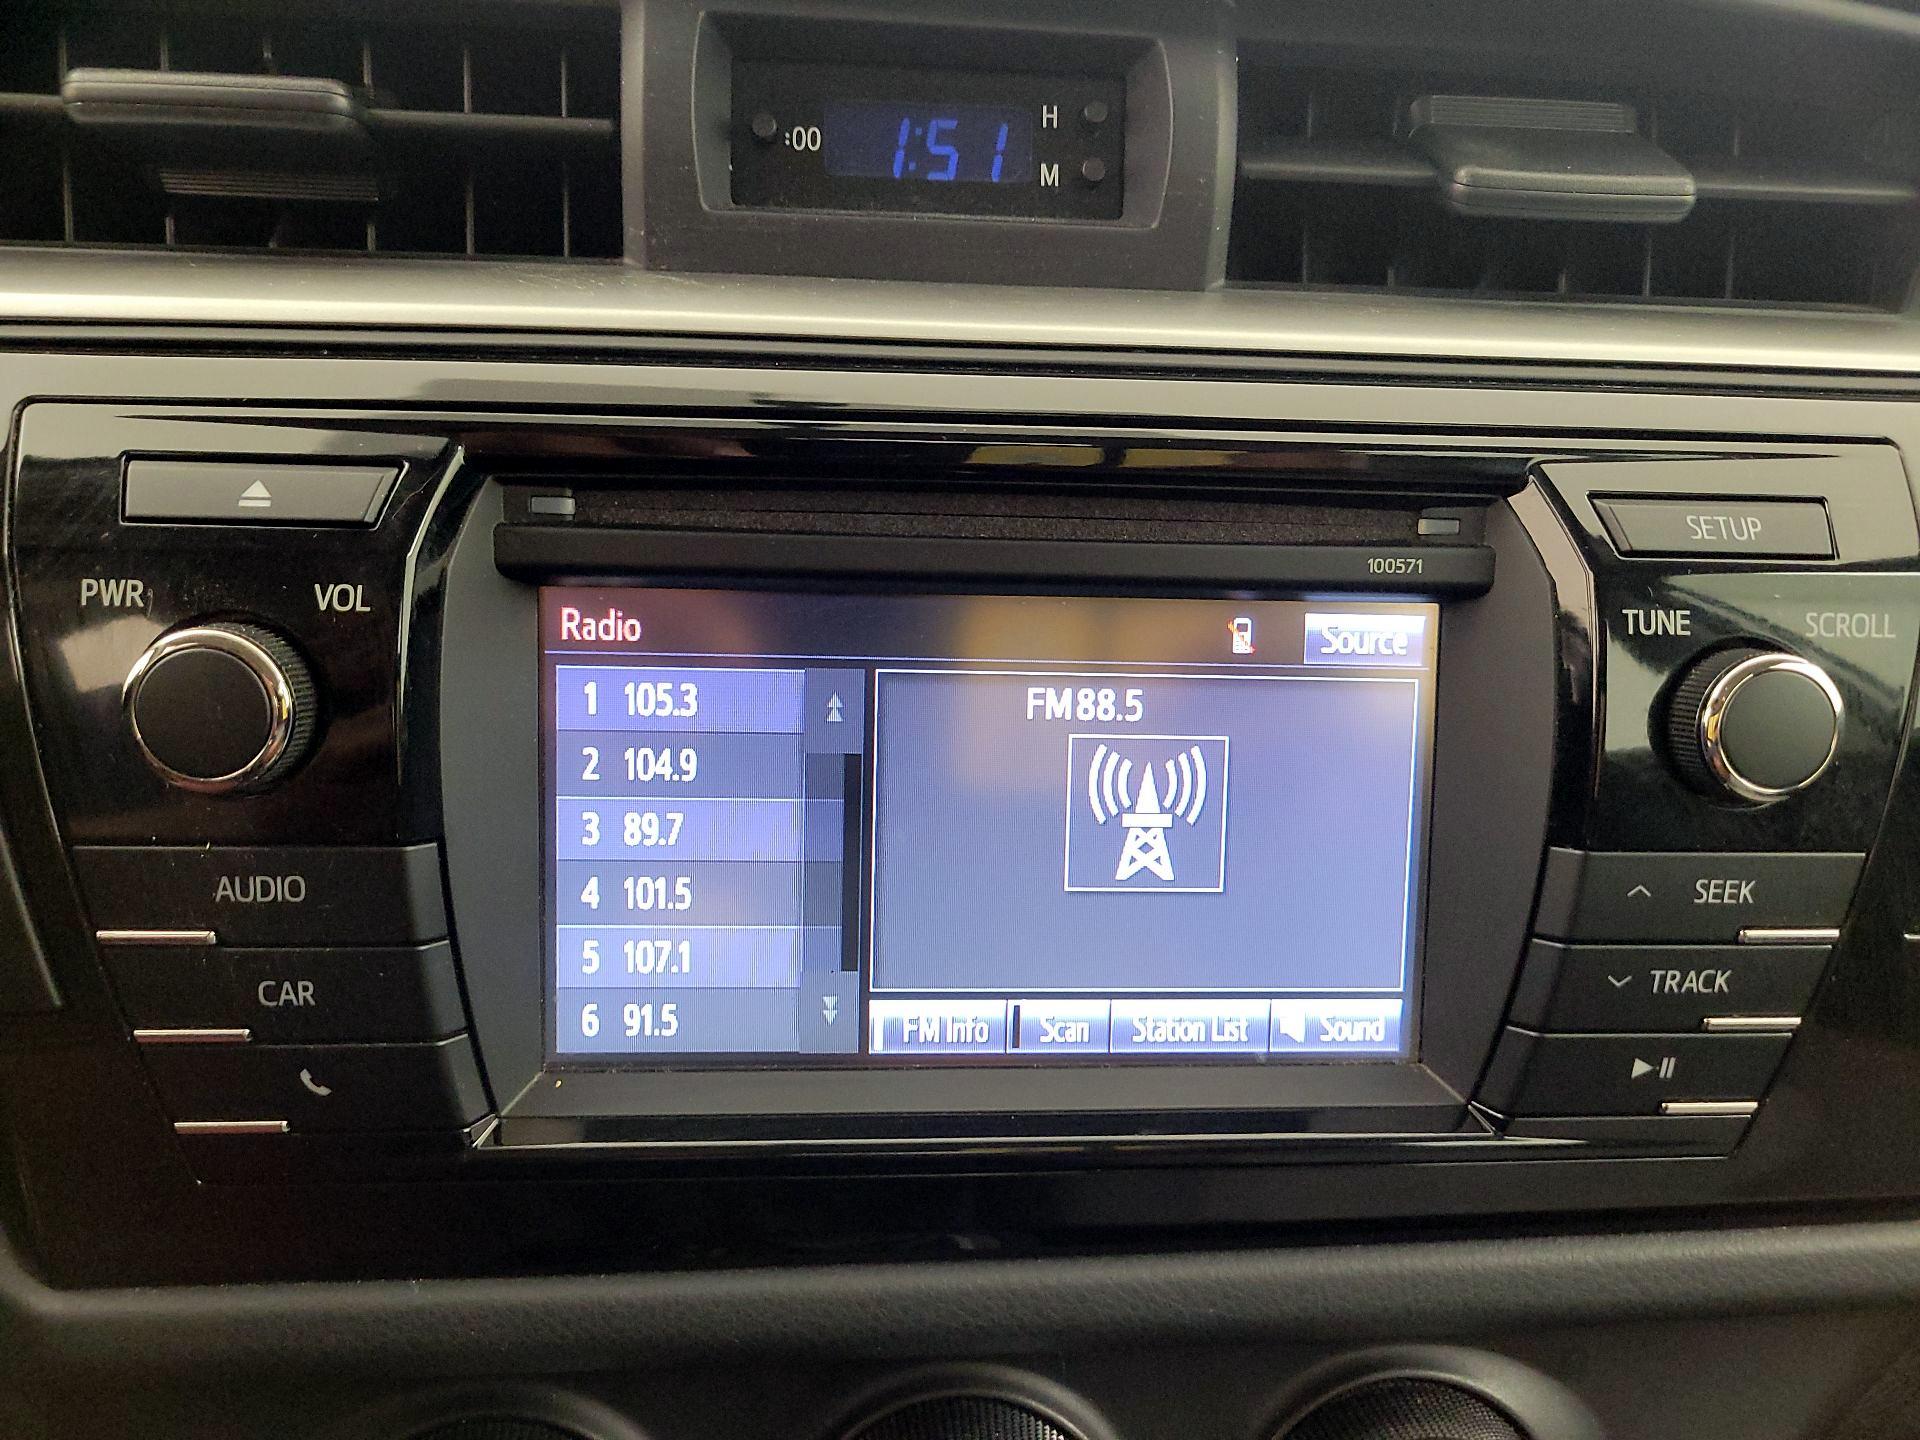 :00 1:51 H
M
SETUP
100571
PWR VOL
TUNE SCROLL
Radio Source
1 105.3
2 104.9
3 89.7
4 101.5
5 107.1
6 91.5
FM88.5
FM Info Scan Station List Sound
AUDIO
CAR
SEEK
TRACK